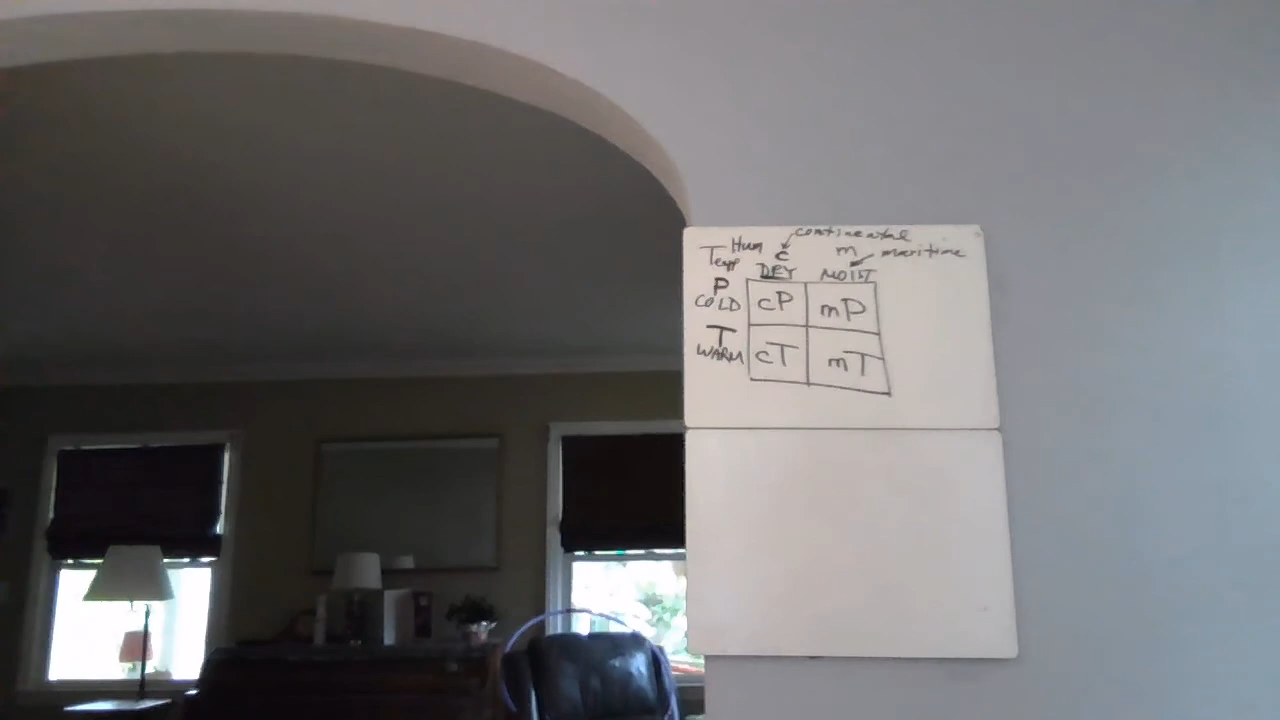 continental
Hum c m maritime
Temp DRY MOIST
P
COLD cP mP
T
WARM cT mT